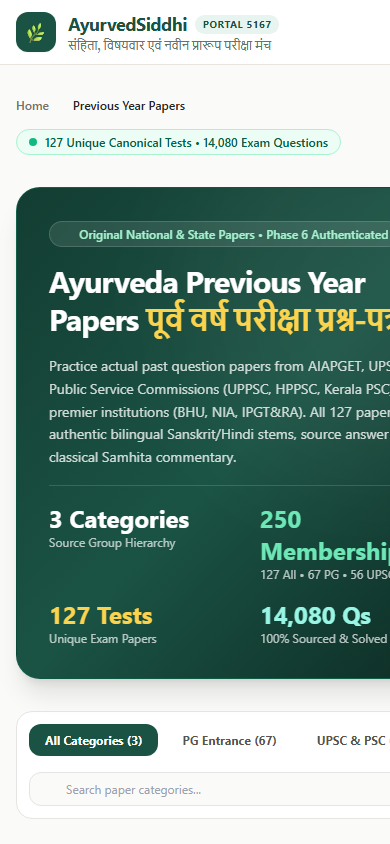 AyurvedSiddhi PORTAL 5167
संहिता, विषयवार एवं नवीन प्रारूप परीक्षा मंच
Home Previous Year Papers
127 Unique Canonical Tests • 14,080 Exam Questions
Original National & State Papers • Phase 6 Authenticated
Ayurveda Previous Year
Papers पूर्व वर्ष परीक्षा प्रश्न-पत्र
Practice actual past question papers from AIAPGET, UPS
Public Service Commissions (UPPSC, HPPSC, Kerala PSC,
premier institutions (BHU, NIA, IPGT&RA). All 127 paper
authentic bilingual Sanskrit/Hindi stems, source answer
classical Samhita commentary.
3 Categories
Source Group Hierarchy
250
Membership
127 All • 67 PG • 56 UPSC
127 Tests
Unique Exam Papers
14,080 Qs
100% Sourced & Solved
All Categories (3) PG Entrance (67) UPSC & PSC
Search paper categories...